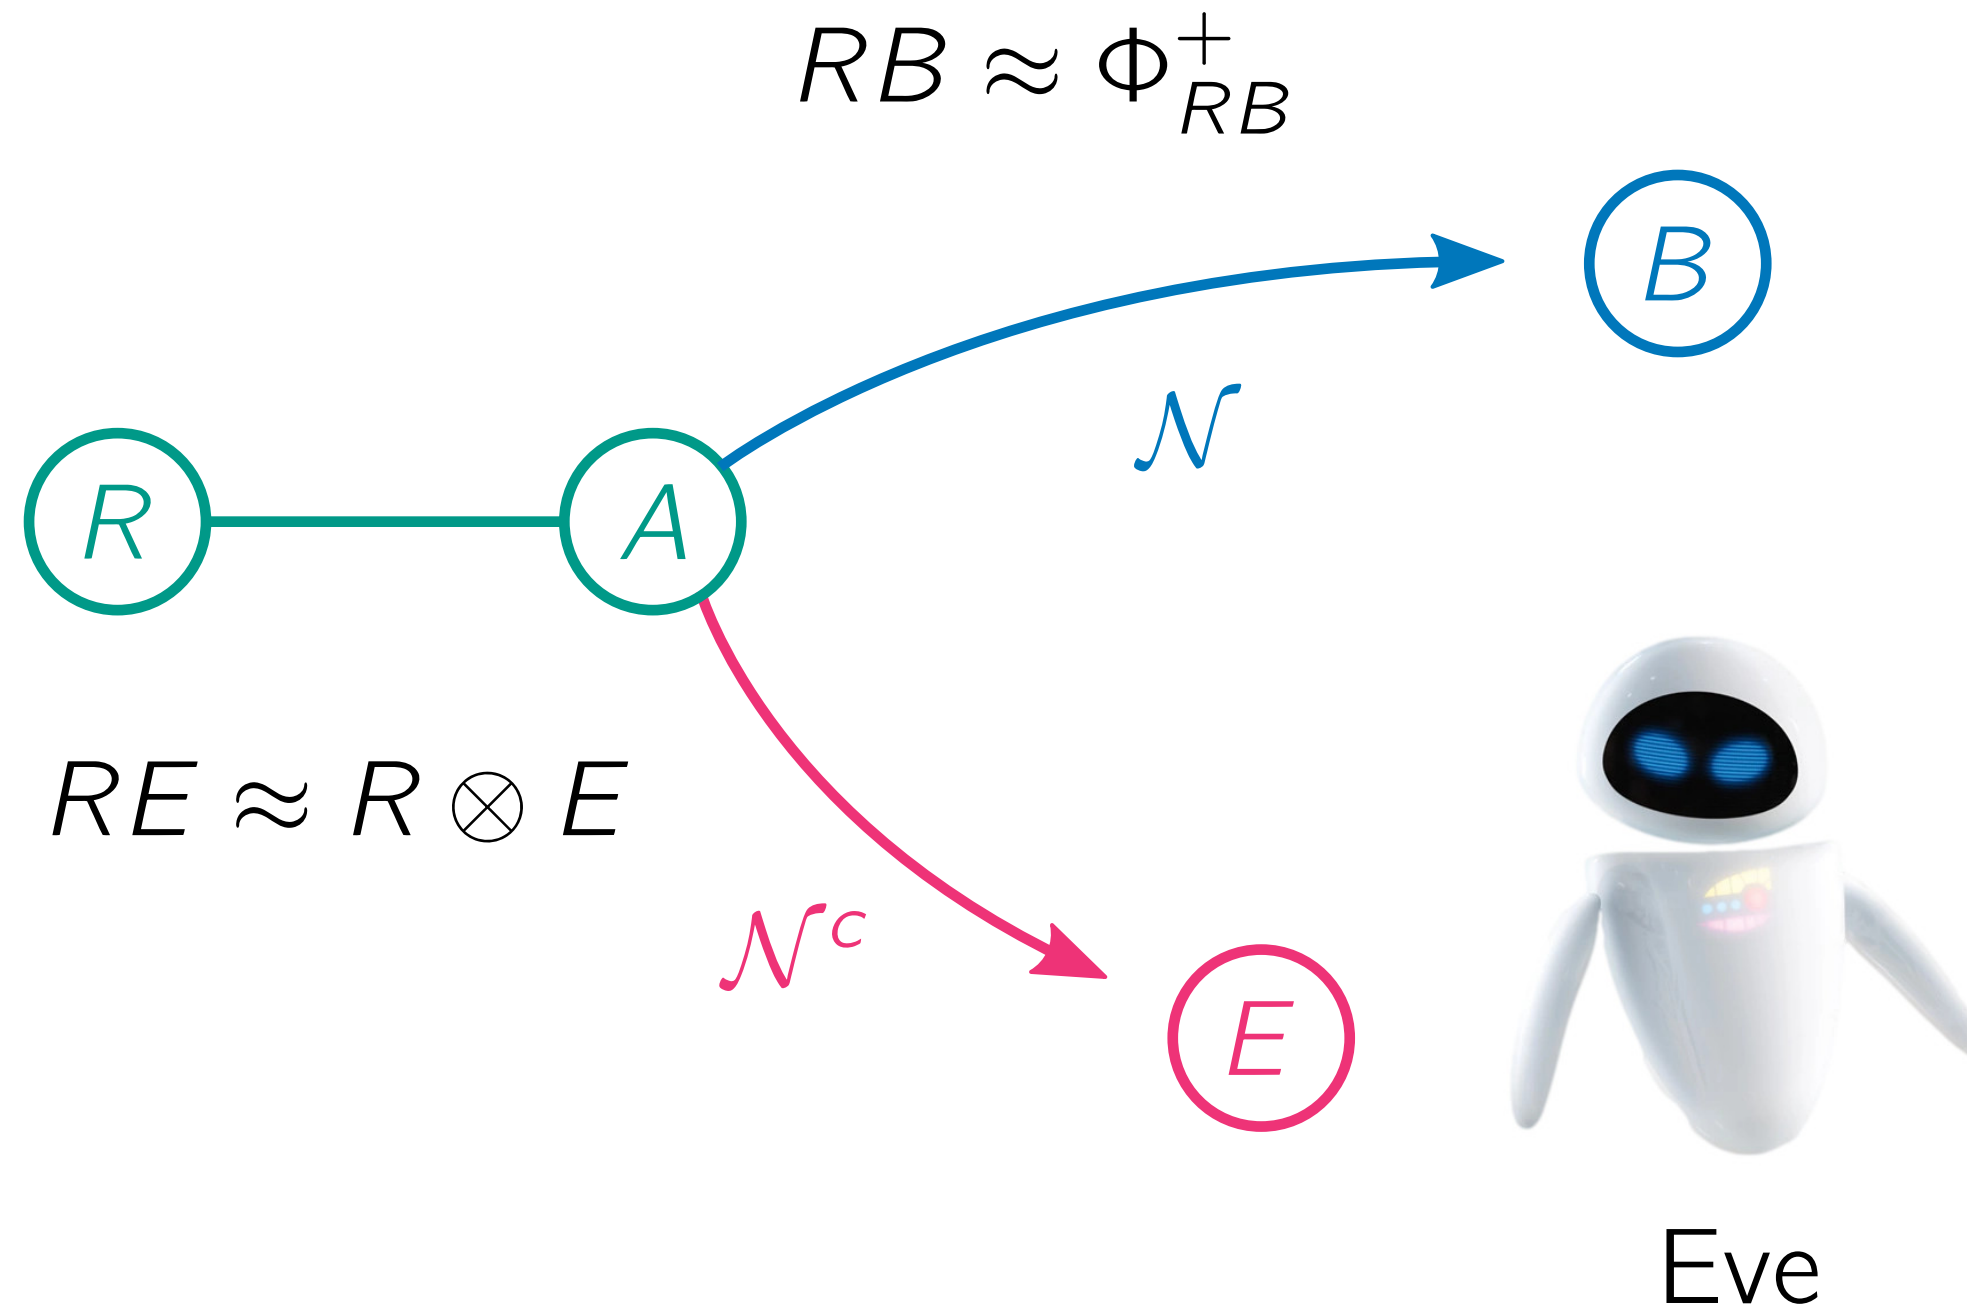 RB ≈ Φ⁺_RB
B
𝒩
R
A
RE ≈ R ⊗ E
𝒩ᶜ
E
Eve